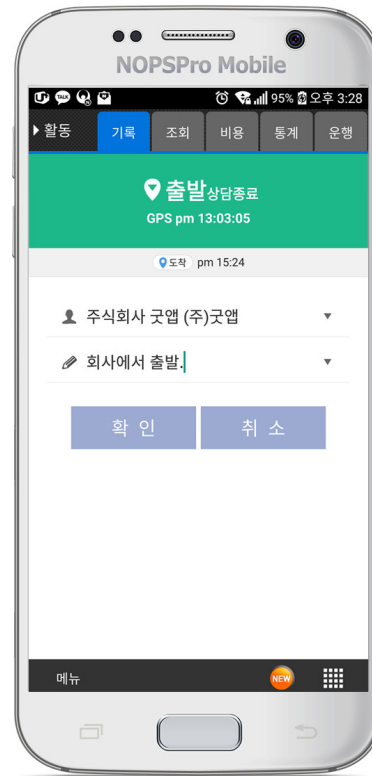 NOPSPro Mobile
TALK 95% 오후 3:28
활동 기록 조회 비용 통계 운행
출발상담종료
GPS pm 13:03:05
도착 pm 15:24
주식회사 굿앱 (주)굿앱
회사에서 출발.
확 인 취 소
메뉴 NEW